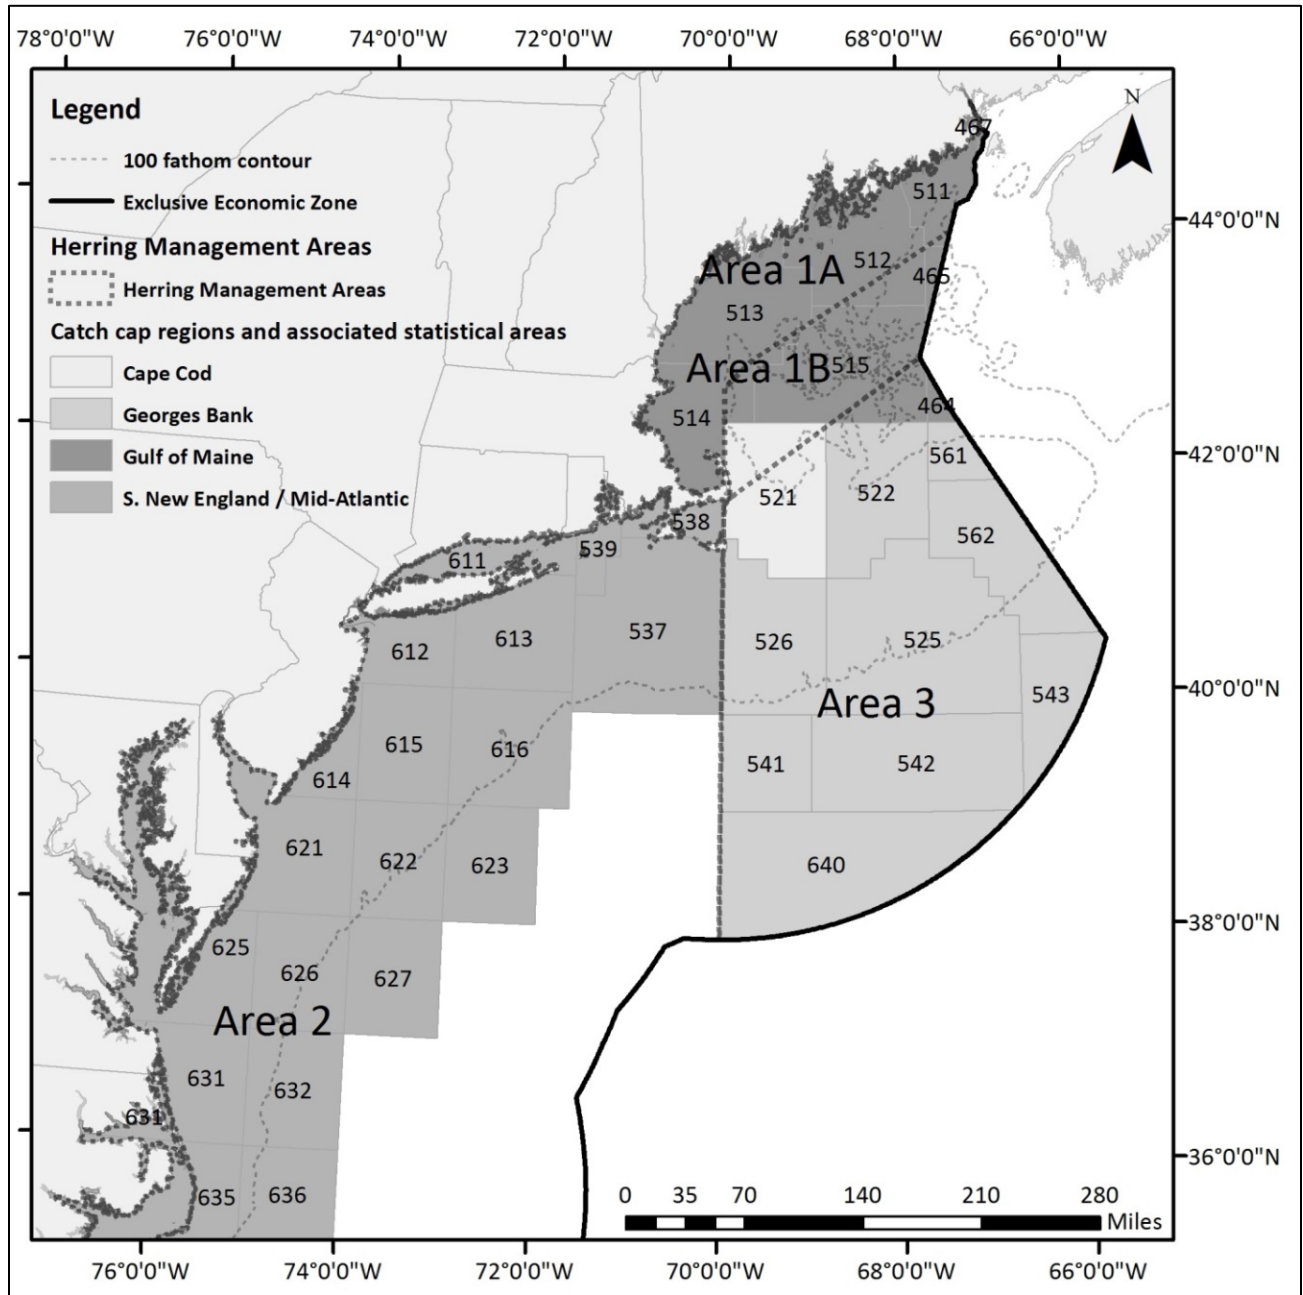 78°0'0"W 76°0'0"W 74°0'0"W 72°0'0"W 70°0'0"W 68°0'0"W 66°0'0"W
Legend
100 fathom contour
Exclusive Economic Zone
Herring Management Areas
Herring Management Areas
Catch cap regions and associated statistical areas
Cape Cod
Georges Bank
Gulf of Maine
S. New England / Mid-Atlantic
N
467
511
44°0'0"N
512
Area 1A
465
513
Area 1B
515
464
514
42°0'0"N
561
521
522
538
562
539
611
537
613
612
526
525
543
Area 3
40°0'0"N
615
616
614
541
542
621
622
623
640
38°0'0"N
625
626
627
Area 2
631
632
631
36°0'0"N
635
636
0 35 70 140 210 280
Miles
76°0'0"W 74°0'0"W 72°0'0"W 70°0'0"W 68°0'0"W 66°0'0"W